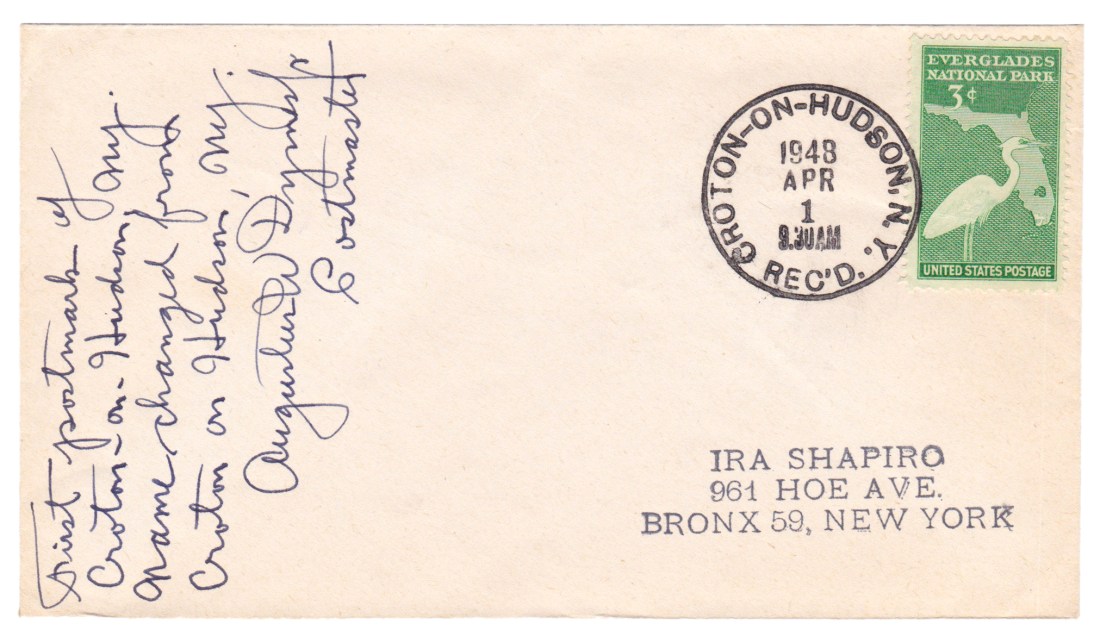 First postmark of
Croton-on-Hudson, N.Y.
Name changed from
Croton on Hudson, N.Y.
Postmaster
CROTON-ON-HUDSON, N.Y.
1948
APR
1
9.30AM
REC'D.
EVERGLADES
NATIONAL PARK
3¢
UNITED STATES POSTAGE
IRA SHAPIRO
961 HOE AVE.
BRONX 59, NEW YORK